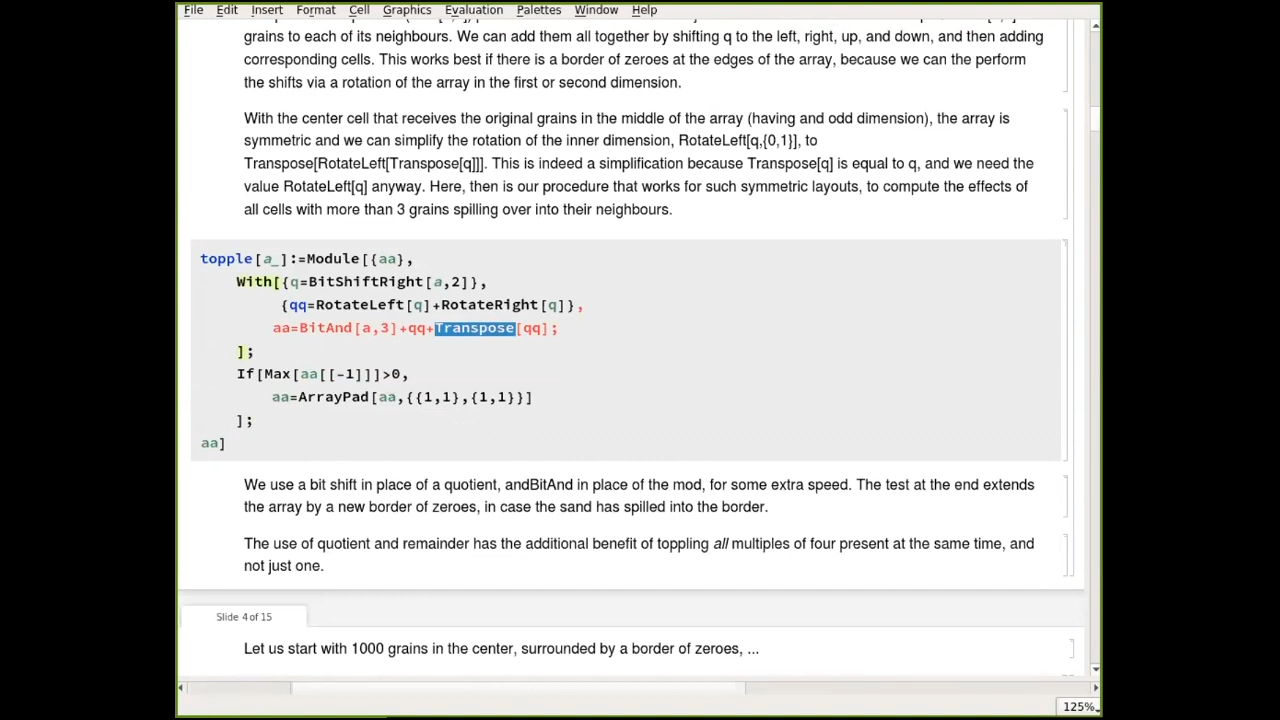 File Edit Insert Format Cell Graphics Evaluation Palettes Window Help
grains to each of its neighbours. We can add them all together by shifting q to the left, right, up, and down, and then adding
corresponding cells. This works best if there is a border of zeroes at the edges of the array, because we can the perform
the shifts via a rotation of the array in the first or second dimension.
With the center cell that receives the original grains in the middle of the array (having and odd dimension), the array is
symmetric and we can simplify the rotation of the inner dimension, RotateLeft[q,{0,1}], to
Transpose[RotateLeft[Transpose[q]]]. This is indeed a simplification because Transpose[q] is equal to q, and we need the
value RotateLeft[q] anyway. Here, then is our procedure that works for such symmetric layouts, to compute the effects of
all cells with more than 3 grains spilling over into their neighbours.
topple[a_]:=Module[{aa},
With[{q=BitShiftRight[a,2]},
{qq=RotateLeft[q]+RotateRight[q]},
aa=BitAnd[a,3]+qq+Transpose[qq];
];
If[Max[aa[[-1]]]>0,
aa=ArrayPad[aa,{{1,1},{1,1}}]
];
aa]
We use a bit shift in place of a quotient, andBitAnd in place of the mod, for some extra speed. The test at the end extends
the array by a new border of zeroes, in case the sand has spilled into the border.
The use of quotient and remainder has the additional benefit of toppling all multiples of four present at the same time, and
not just one.
Slide 4 of 15
Let us start with 1000 grains in the center, surrounded by a border of zeroes, ...
125%